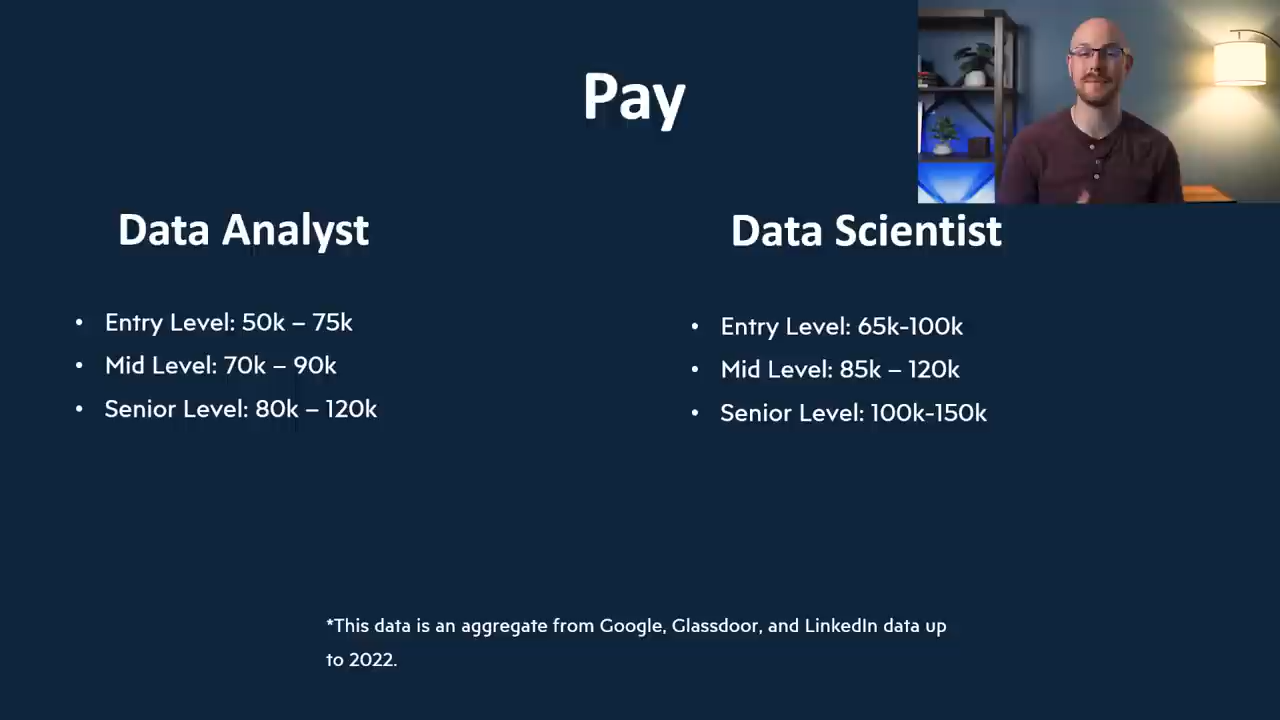 Pay
Data Analyst
• Entry Level: 50k – 75k
• Mid Level: 70k – 90k
• Senior Level: 80k – 120k
Data Scientist
• Entry Level: 65k-100k
• Mid Level: 85k – 120k
• Senior Level: 100k-150k
*This data is an aggregate from Google, Glassdoor, and LinkedIn data up
to 2022.